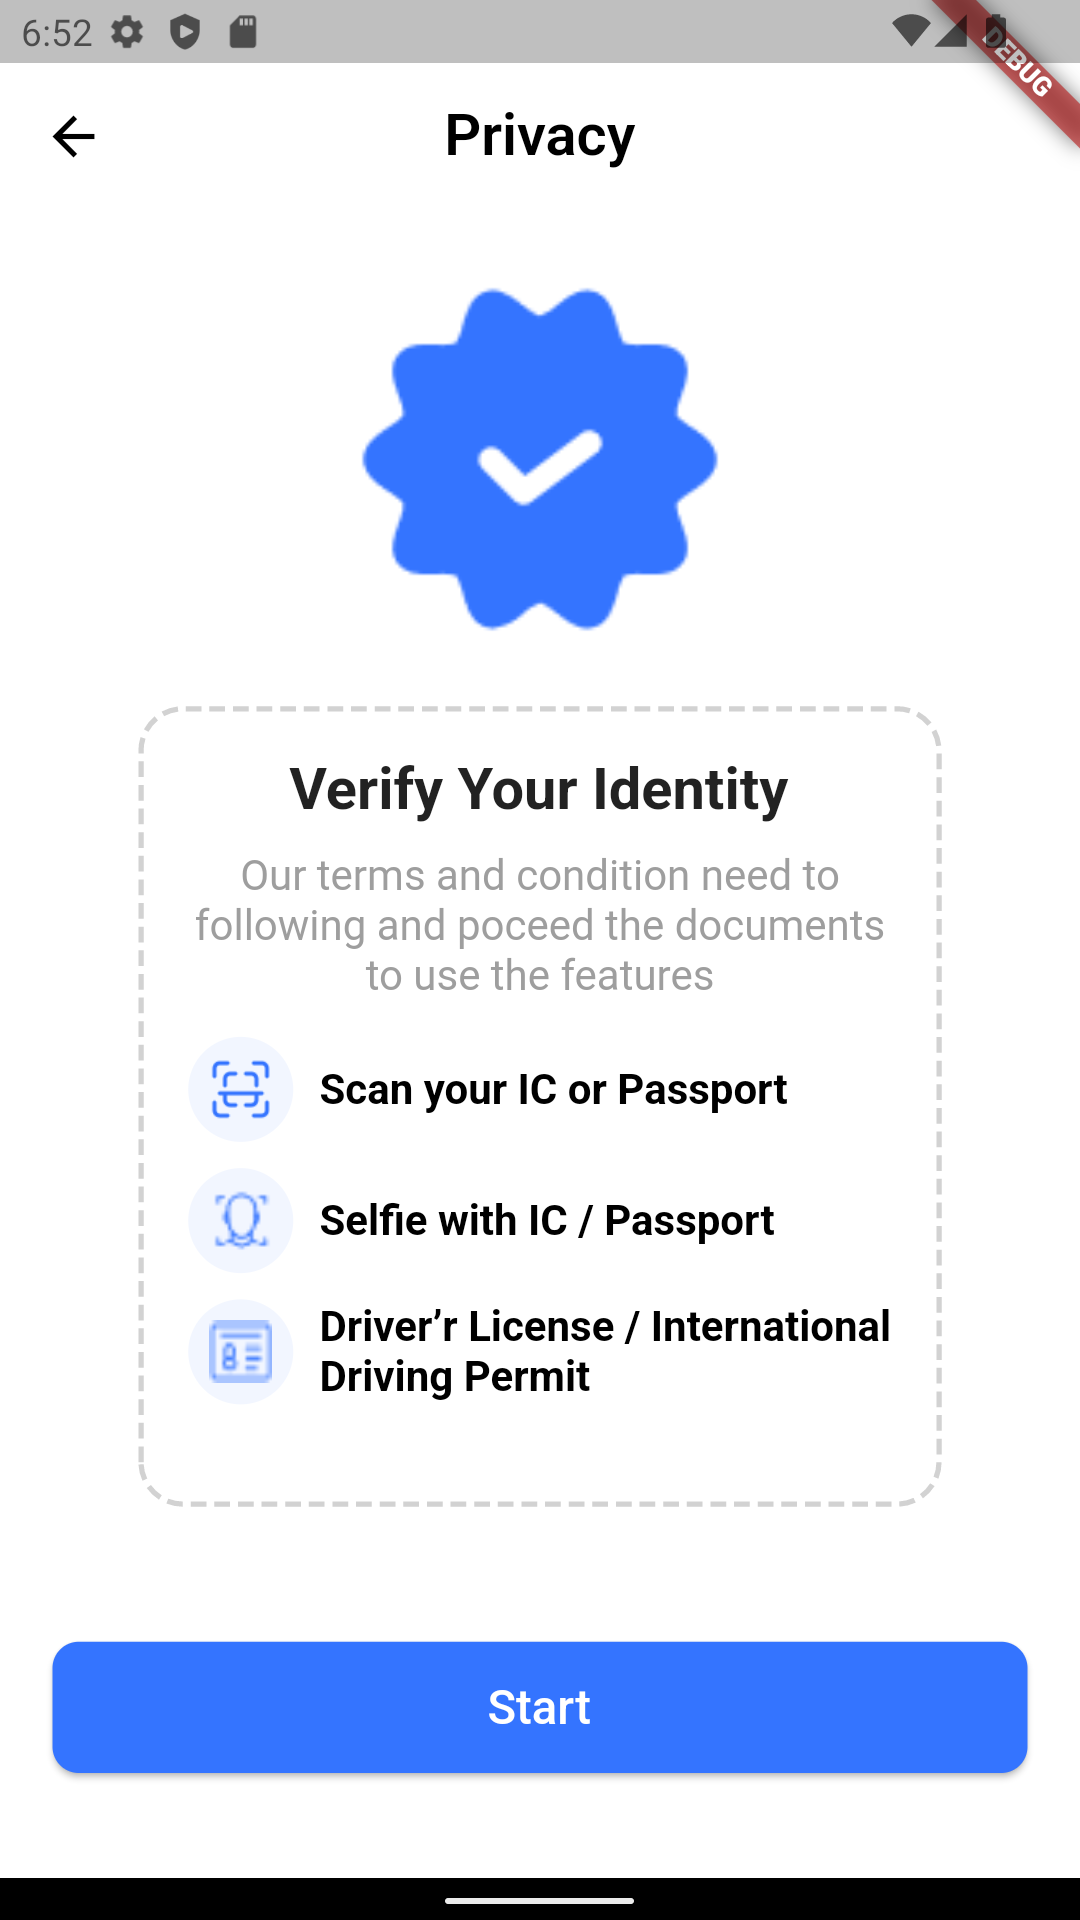 6:52
DEBUG
Privacy
Verify Your Identity
Our terms and condition need to
following and poceed the documents
to use the features
Scan your IC or Passport
Selfie with IC / Passport
Driver’r License / International
Driving Permit
Start